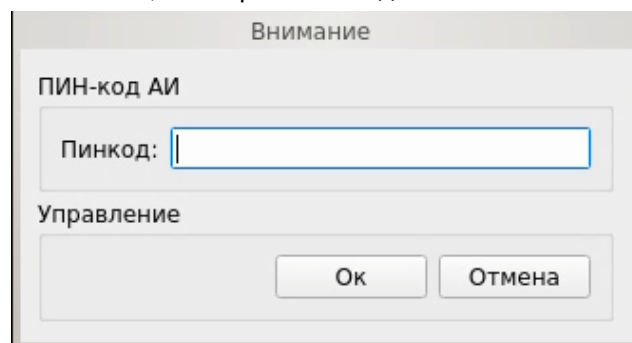 Внимание
ПИН-код АИ
Пинкод:
Управление
Ок Отмена